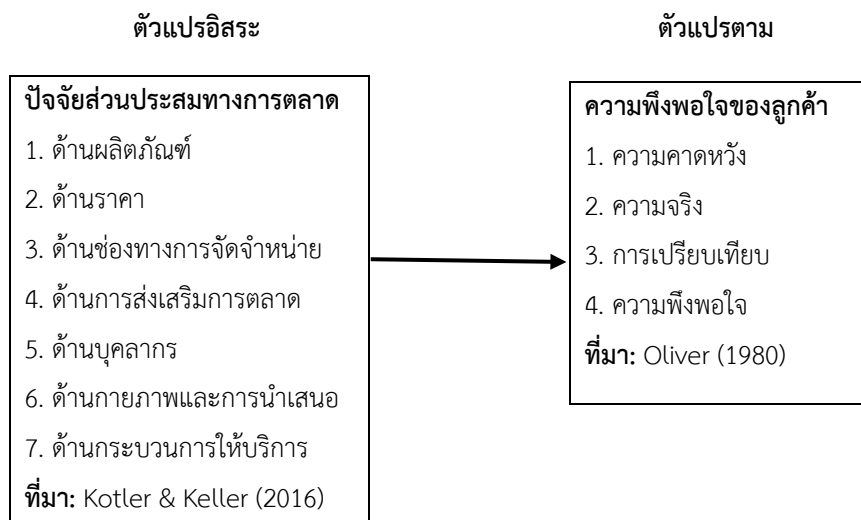 ตัวแปรอิสระ
ปัจจัยส่วนประสมทางการตลาด
1. ด้านผลิตภัณฑ์
2. ด้านราคา
3. ด้านช่องทางการจัดจำหน่าย
4. ด้านการส่งเสริมการตลาด
5. ด้านบุคลากร
6. ด้านกายภาพและการนำเสนอ
7. ด้านกระบวนการให้บริการ
ที่มา: Kotler & Keller (2016)
ตัวแปรตาม
ความพึงพอใจของลูกค้า
1. ความคาดหวัง
2. ความจริง
3. การเปรียบเทียบ
4. ความพึงพอใจ
ที่มา: Oliver (1980)